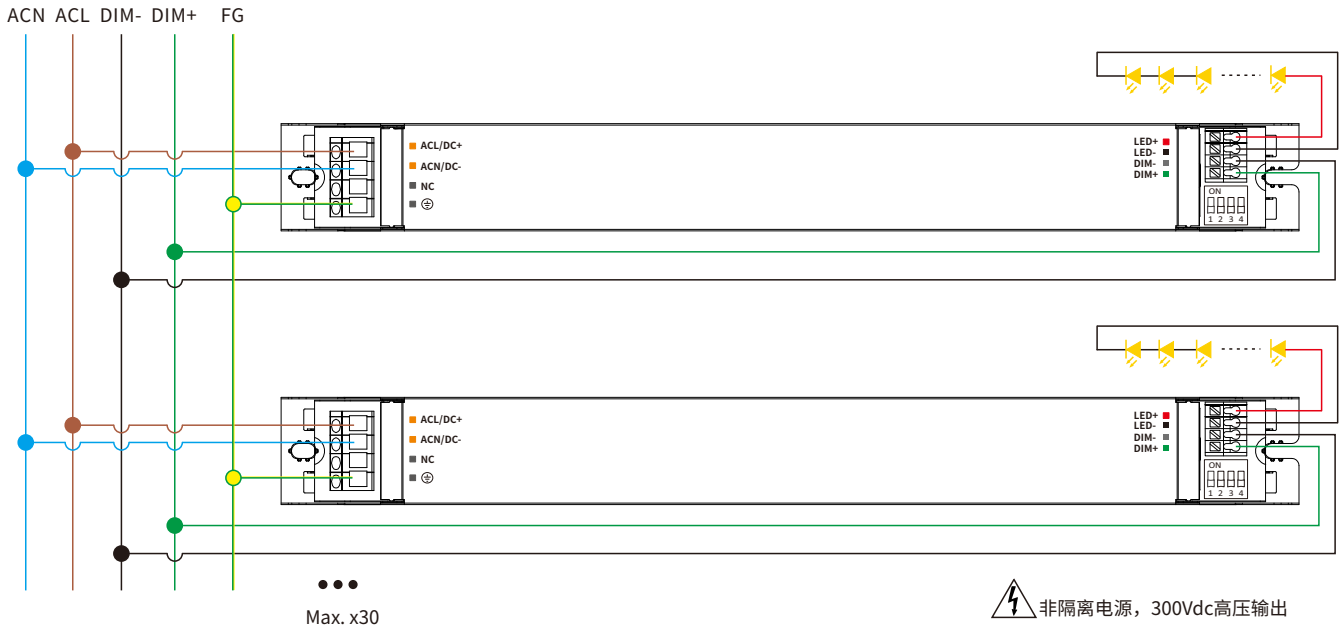 ACN ACL DIM- DIM+ FG
ACL/DC+
ACN/DC-
NC
LED+
LED-
DIM-
DIM+
ON
1 2 3 4
ACL/DC+
ACN/DC-
NC
LED+
LED-
DIM-
DIM+
ON
1 2 3 4
Max. x30
非隔离电源，300Vdc高压输出